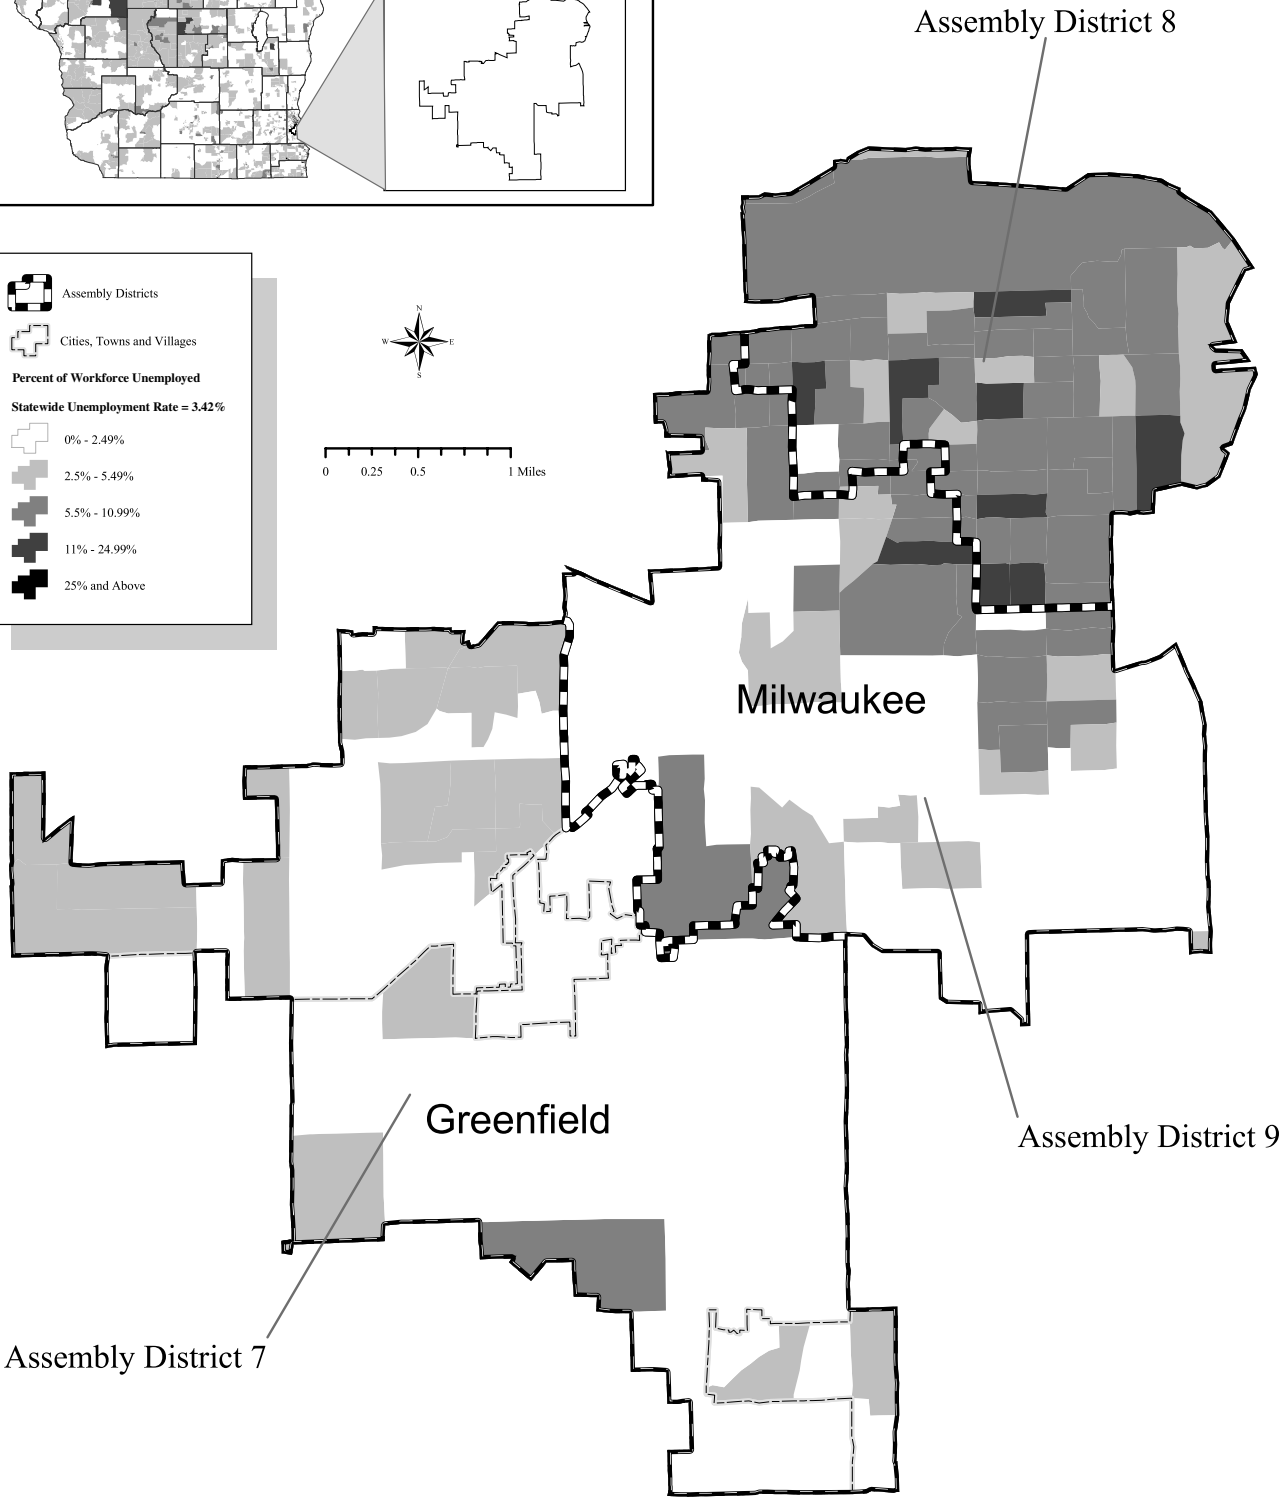 Assembly District 8
Assembly Districts
Cities, Towns and Villages
Percent of Workforce Unemployed
Statewide Unemployment Rate = 3.42%
0% - 2.49%
2.5% - 5.49%
5.5% - 10.99%
11% - 24.99%
25% and Above
N
W E
S
0 0.25 0.5 1 Miles
Milwaukee
Greenfield
Assembly District 9
Assembly District 7